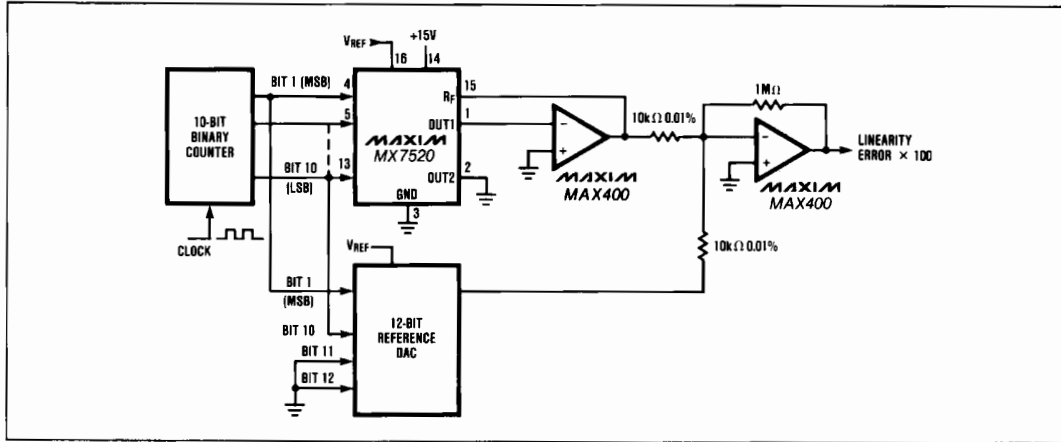 +15V
VREF
16
14
BIT 1 (MSB)
4
15
RF
1MΩ
5
1
OUT1
10kΩ 0.01%
10-BIT
BINARY
COUNTER
MAXIM
MX7520
LINEARITY
ERROR × 100
BIT 10
(LSB)
13
2
OUT2
MAXIM
MAX400
MAXIM
MAX400
GND
3
CLOCK
VREF
10kΩ 0.01%
BIT 1
(MSB)
BIT 10
12-BIT
REFERENCE
DAC
BIT 11
BIT 12